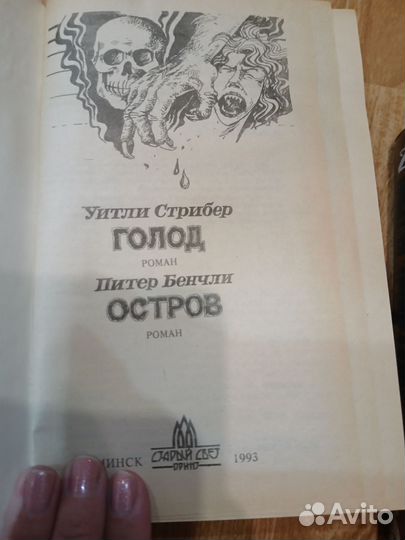 Уитли Стрибер
ГОЛОД
РОМАН
Питер Бенчли
ОСТРОВ
РОМАН
МИНСК СТАРЫЙ СВЕТ 1993
ПРИНТ
Avito